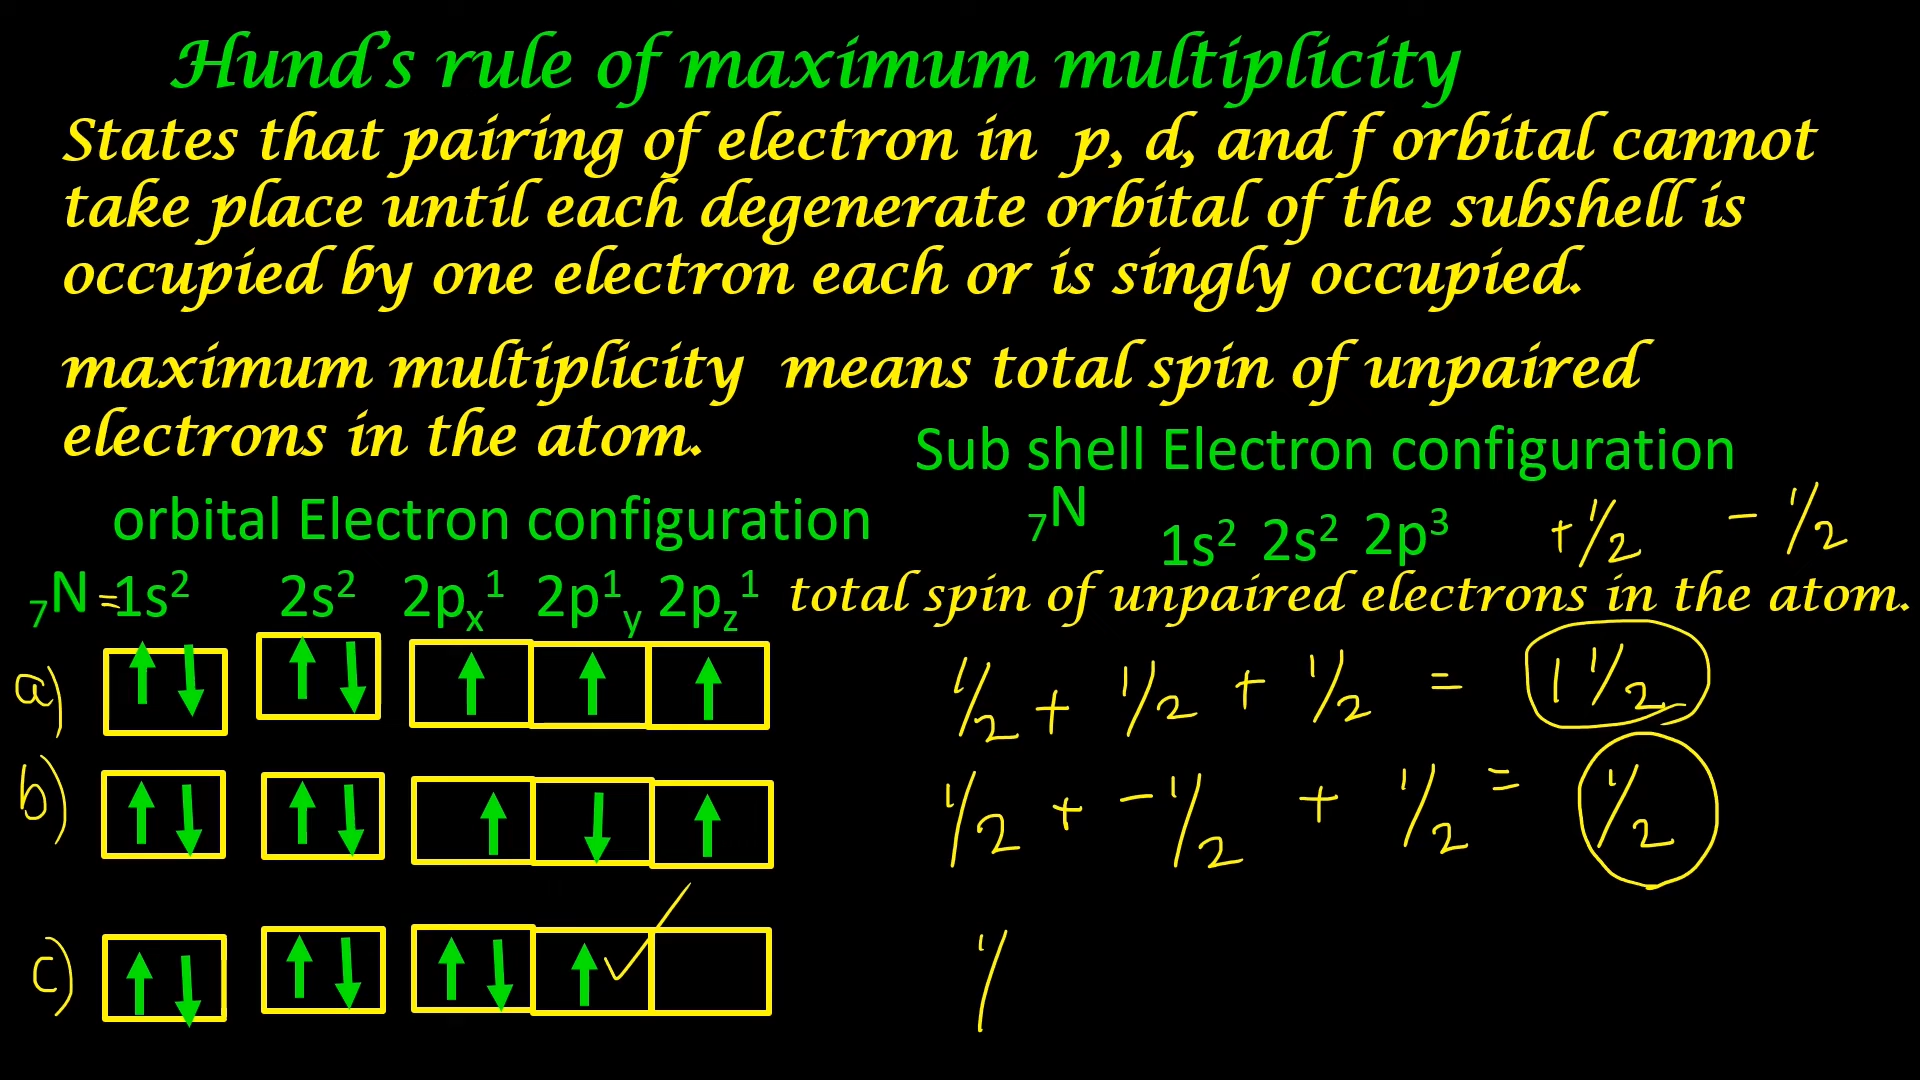 Hund's rule of maximum multiplicity
States that pairing of electron in p, d, and f orbital cannot
take place until each degenerate orbital of the subshell is
occupied by one electron each or is singly occupied.
maximum multiplicity means total spin of unpaired
electrons in the atom.
Sub shell Electron configuration
orbital Electron configuration
₇N 1s² 2s² 2p³ +1/2 - 1/2
₇N = 1s² 2s² 2pₓ¹ 2p¹y 2pz¹
total spin of unpaired electrons in the atom.
a) 1/2 + 1/2 + 1/2 = 1 1/2
b) 1/2 + -1/2 + 1/2 = 1/2
c) 1/